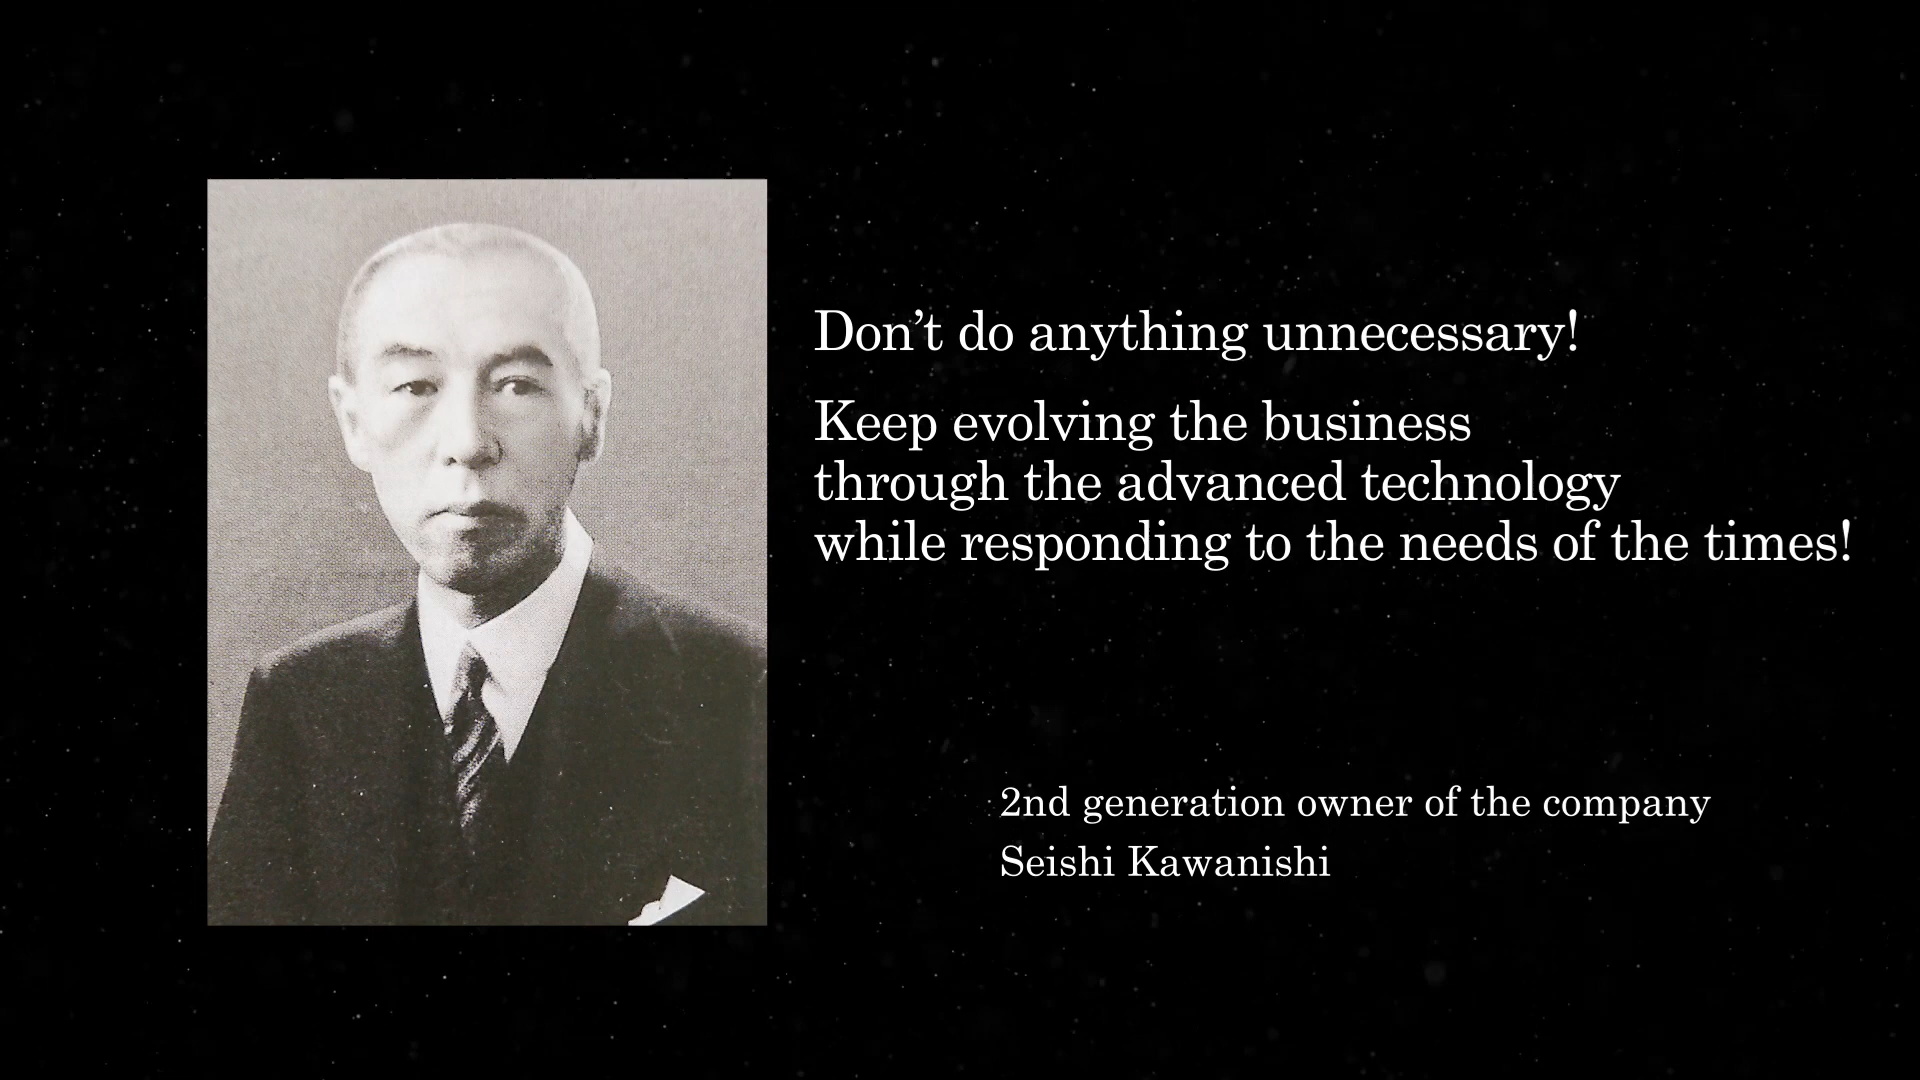 Don’t do anything unnecessary!
Keep evolving the business
through the advanced technology
while responding to the needs of the times!
2nd generation owner of the company
Seishi Kawanishi